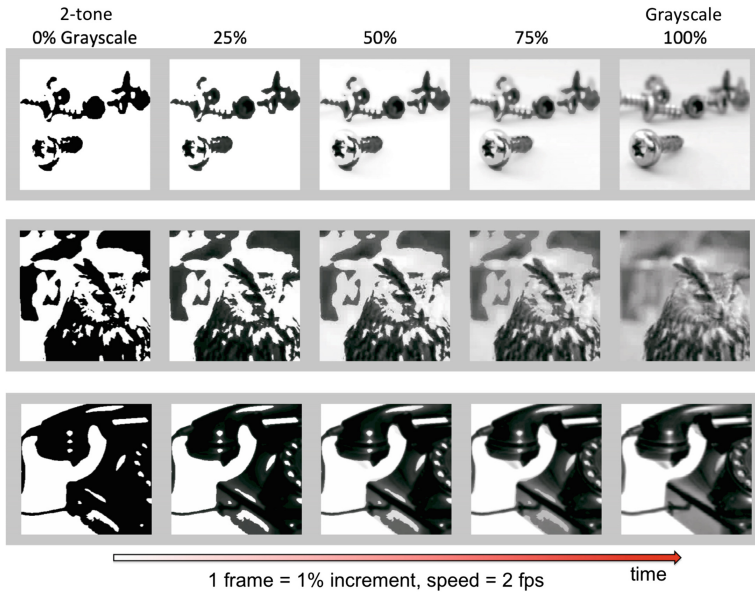 2-tone
0% Grayscale
25%
50%
75%
Grayscale
100%
time
1 frame = 1% increment, speed = 2 fps